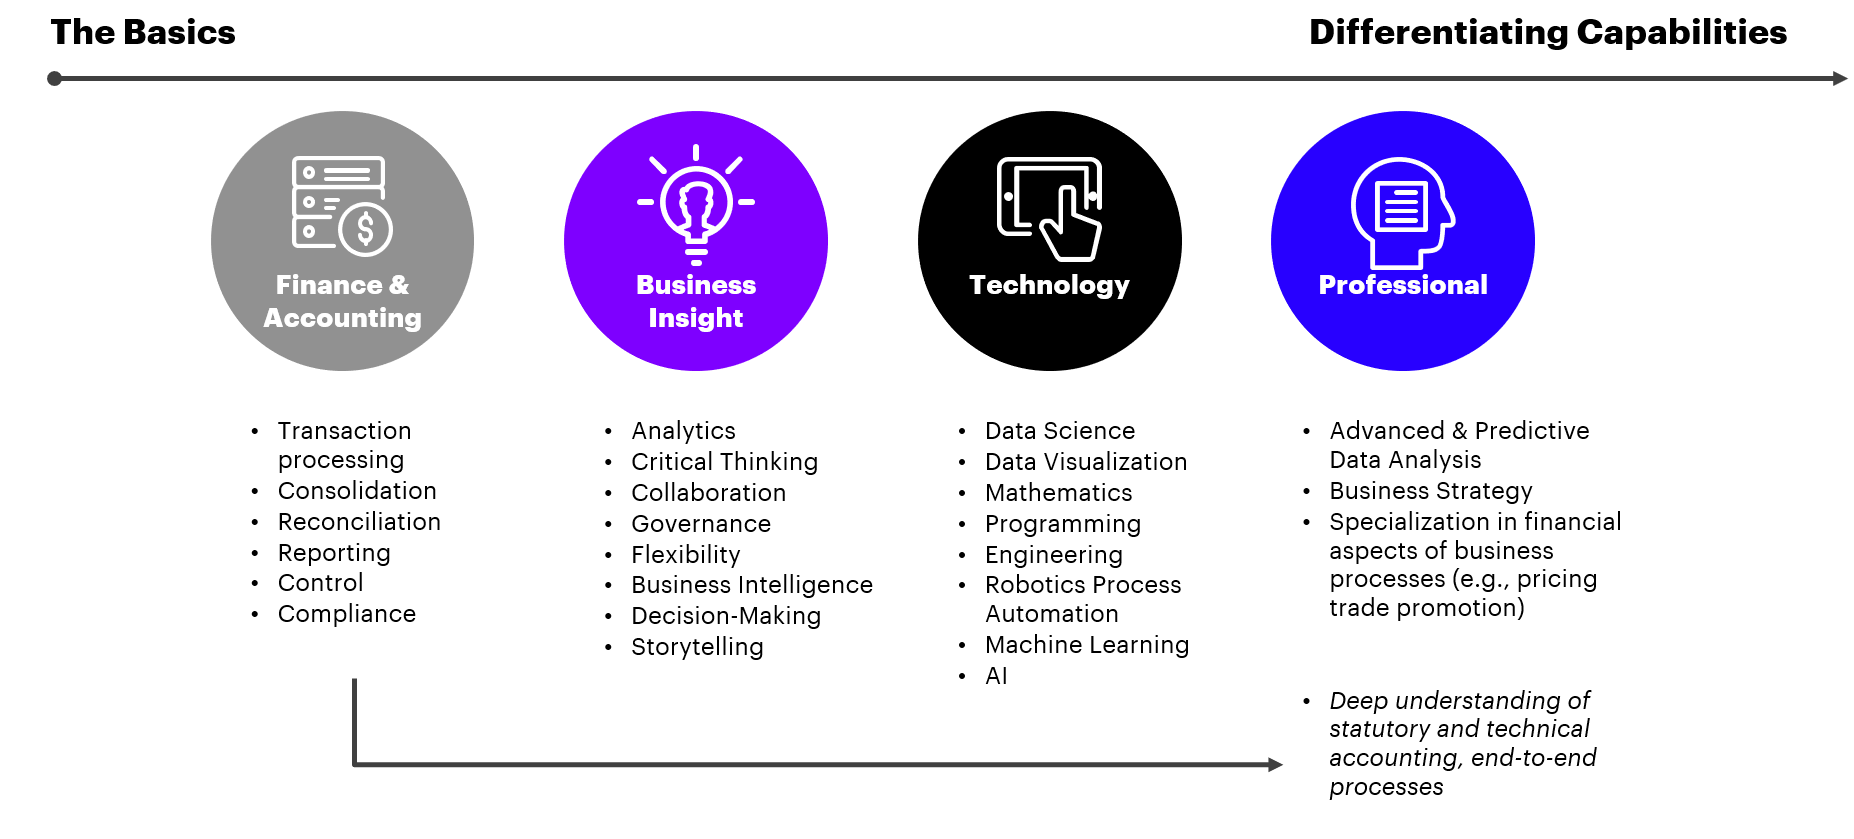 The Basics
Differentiating Capabilities
Finance &
Accounting
Business
Insight
Technology
Professional
• Transaction
processing
• Consolidation
• Reconciliation
• Reporting
• Control
• Compliance
• Analytics
• Critical Thinking
• Collaboration
• Governance
• Flexibility
• Business Intelligence
• Decision-Making
• Storytelling
• Data Science
• Data Visualization
• Mathematics
• Programming
• Engineering
• Robotics Process
Automation
• Machine Learning
• AI
• Advanced & Predictive
Data Analysis
• Business Strategy
• Specialization in financial
aspects of business
processes (e.g., pricing
trade promotion)
• Deep understanding of
statutory and technical
accounting, end-to-end
processes